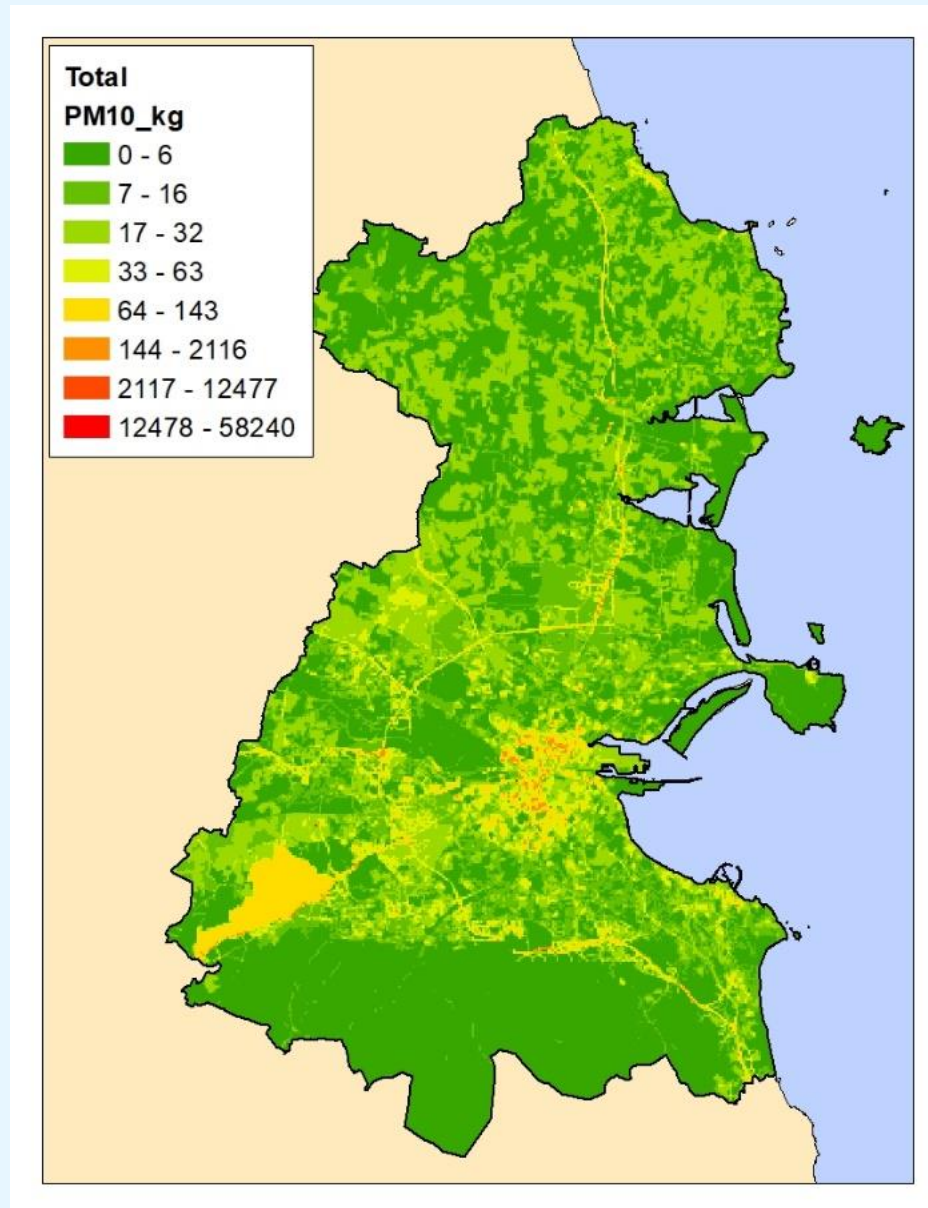 Total
PM10_kg
0 - 6
7 - 16
17 - 32
33 - 63
64 - 143
144 - 2116
2117 - 12477
12478 - 58240